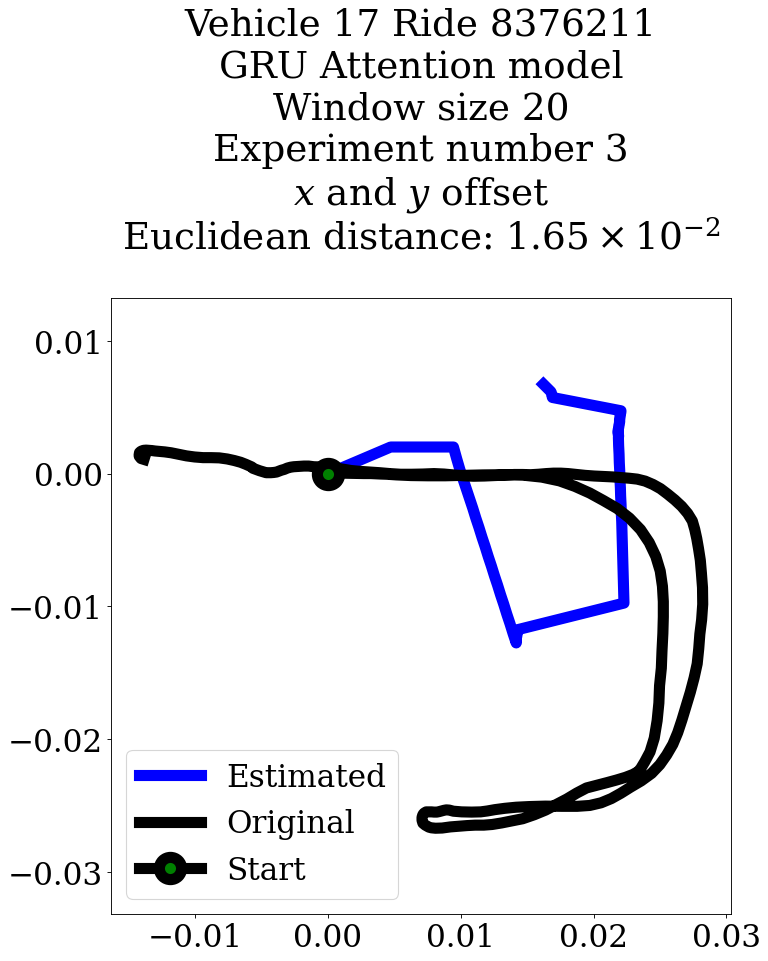 Vehicle 17 Ride 8376211
GRU Attention model
Window size 20
Experiment number 3
x and y offset
Euclidean distance: 1.65 × 10⁻²
0.01
0.00
−0.01
−0.02
−0.03
Estimated
Original
Start
−0.01 0.00 0.01 0.02 0.03